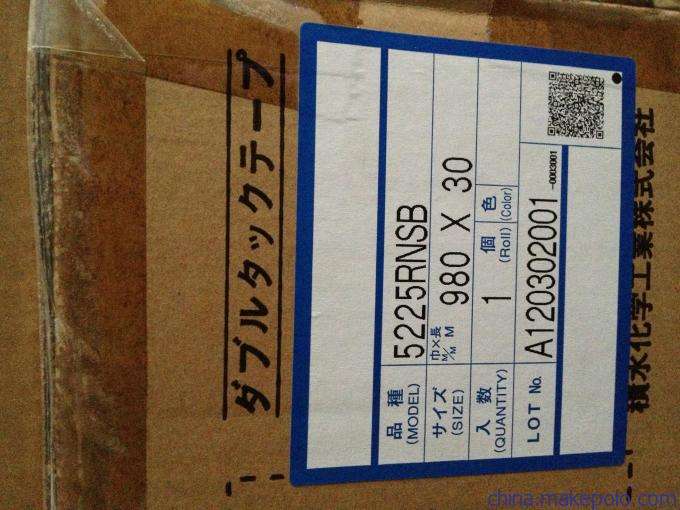 ダブルタックテープ
品 種
(MODEL)
5225RNSB
サイズ
(SIZE)
巾×長
M/M M
980 X 30
入 数
(QUANTITY)
1
個
(Roll)
色
(Color)
LOT No.
A120302001
-0003001
積水化学工業株式会社
china.makepolo.com